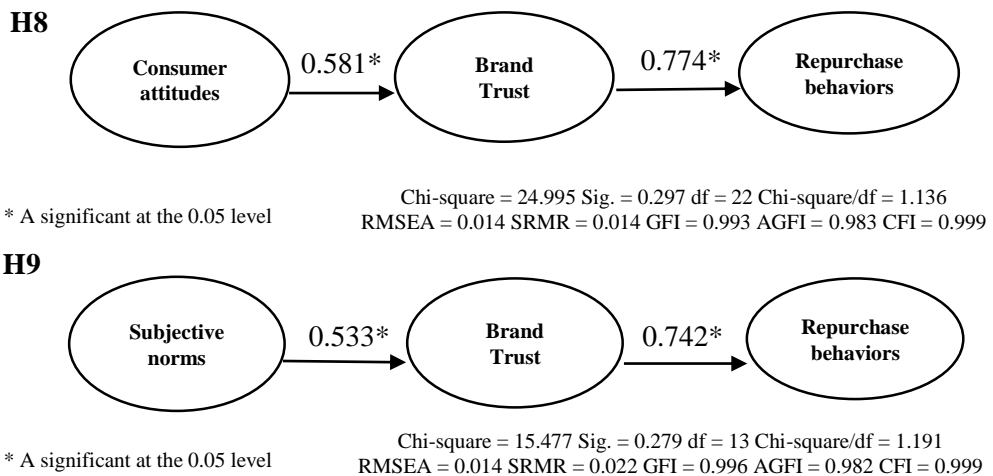 H8
Consumer
attitudes
0.581*
Brand
Trust
0.774*
Repurchase
behaviors
* A significant at the 0.05 level
Chi-square = 24.995 Sig. = 0.297 df = 22 Chi-square/df = 1.136
RMSEA = 0.014 SRMR = 0.014 GFI = 0.993 AGFI = 0.983 CFI = 0.999
H9
Subjective
norms
0.533*
Brand
Trust
0.742*
Repurchase
behaviors
* A significant at the 0.05 level
Chi-square = 15.477 Sig. = 0.279 df = 13 Chi-square/df = 1.191
RMSEA = 0.014 SRMR = 0.022 GFI = 0.996 AGFI = 0.982 CFI = 0.999